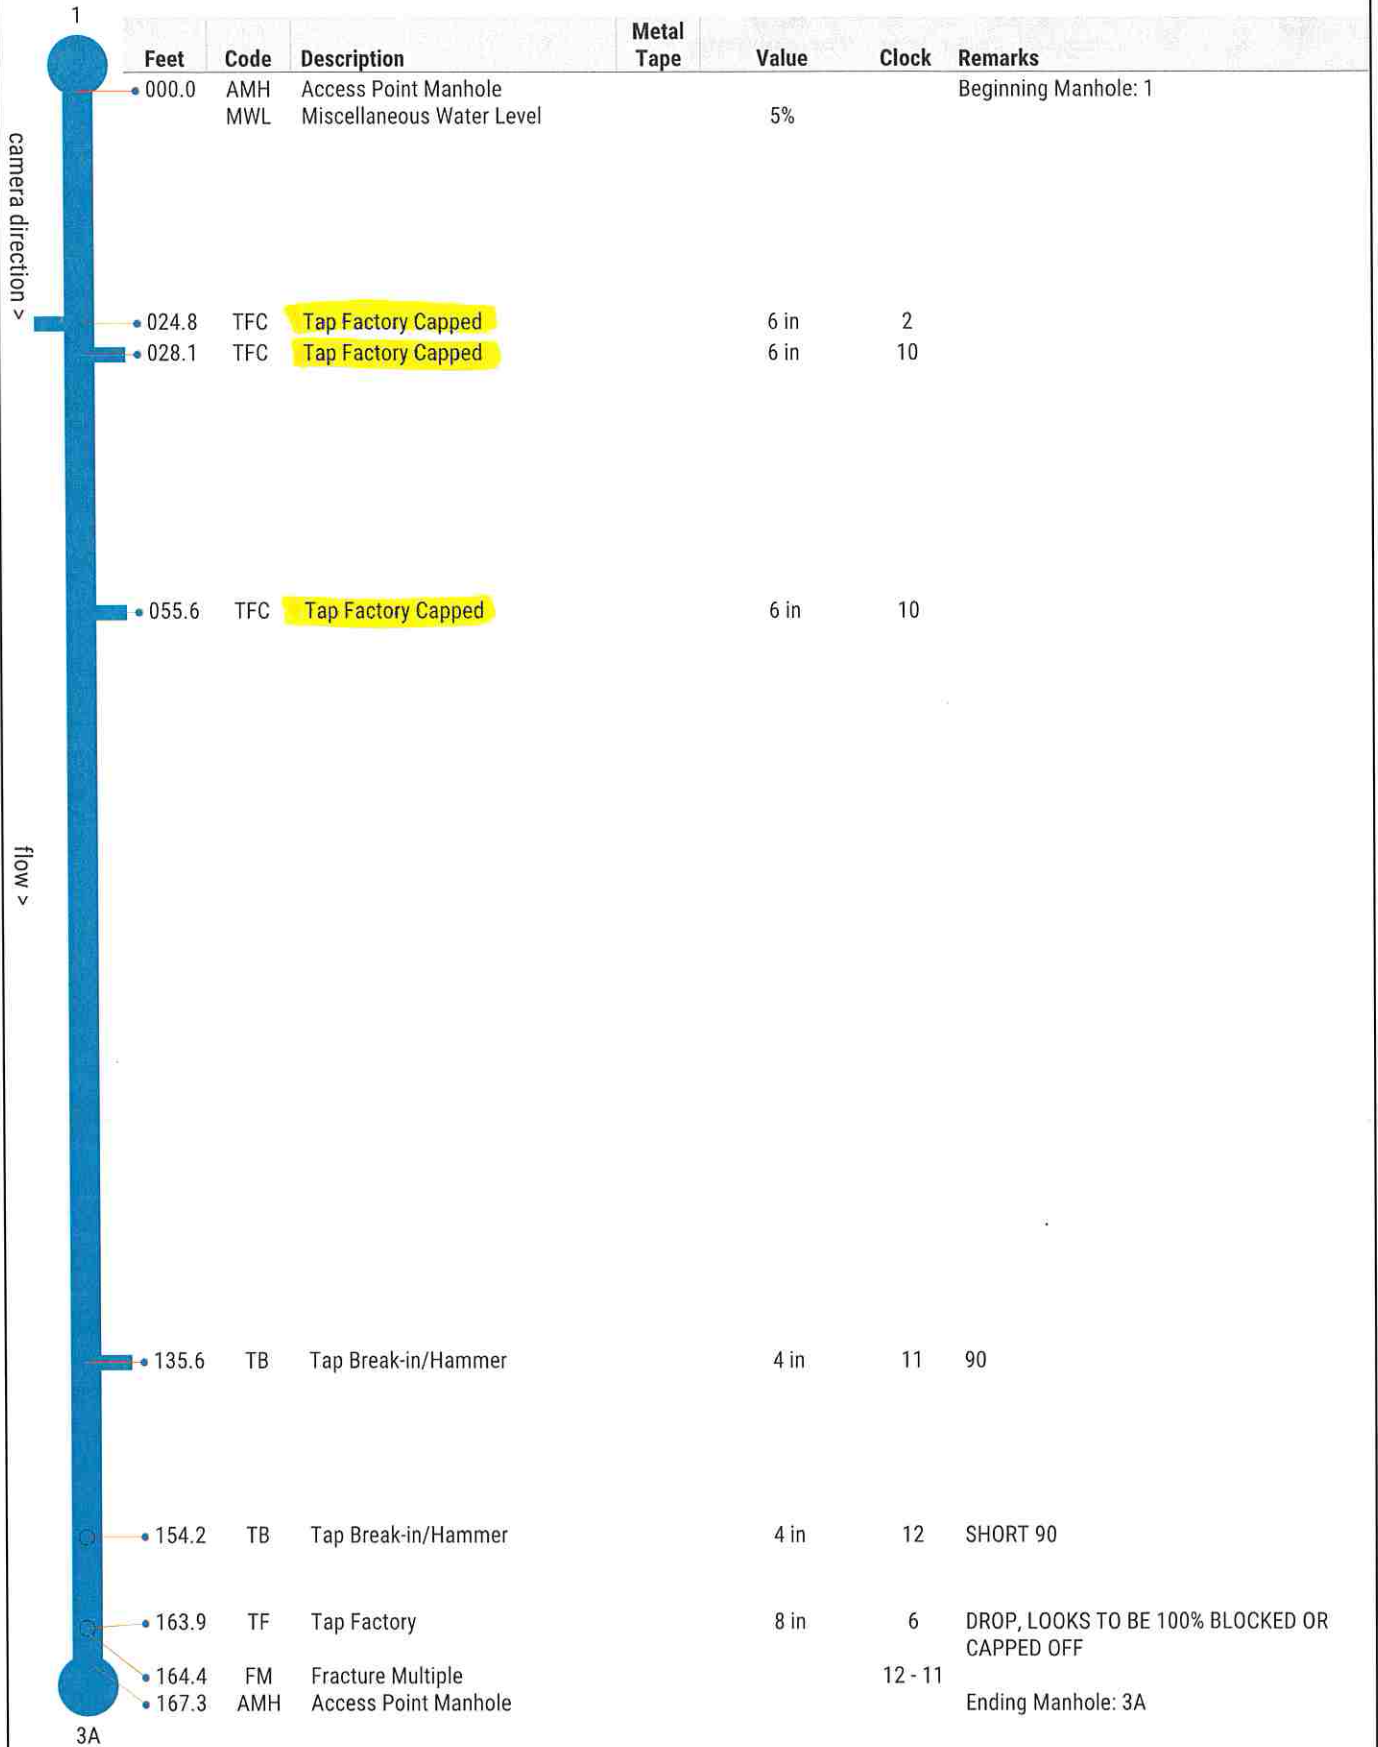 1
Metal
Feet Code Description Tape Value Clock Remarks
000.0 AMH Access Point Manhole Beginning Manhole: 1
MWL Miscellaneous Water Level 5%
camera direction >
024.8 TFC Tap Factory Capped 6 in 2
028.1 TFC Tap Factory Capped 6 in 10
055.6 TFC Tap Factory Capped 6 in 10
flow >
135.6 TB Tap Break-in/Hammer 4 in 11 90
154.2 TB Tap Break-in/Hammer 4 in 12 SHORT 90
163.9 TF Tap Factory 8 in 6 DROP, LOOKS TO BE 100% BLOCKED OR
CAPPED OFF
164.4 FM Fracture Multiple 12 - 11
167.3 AMH Access Point Manhole Ending Manhole: 3A
3A